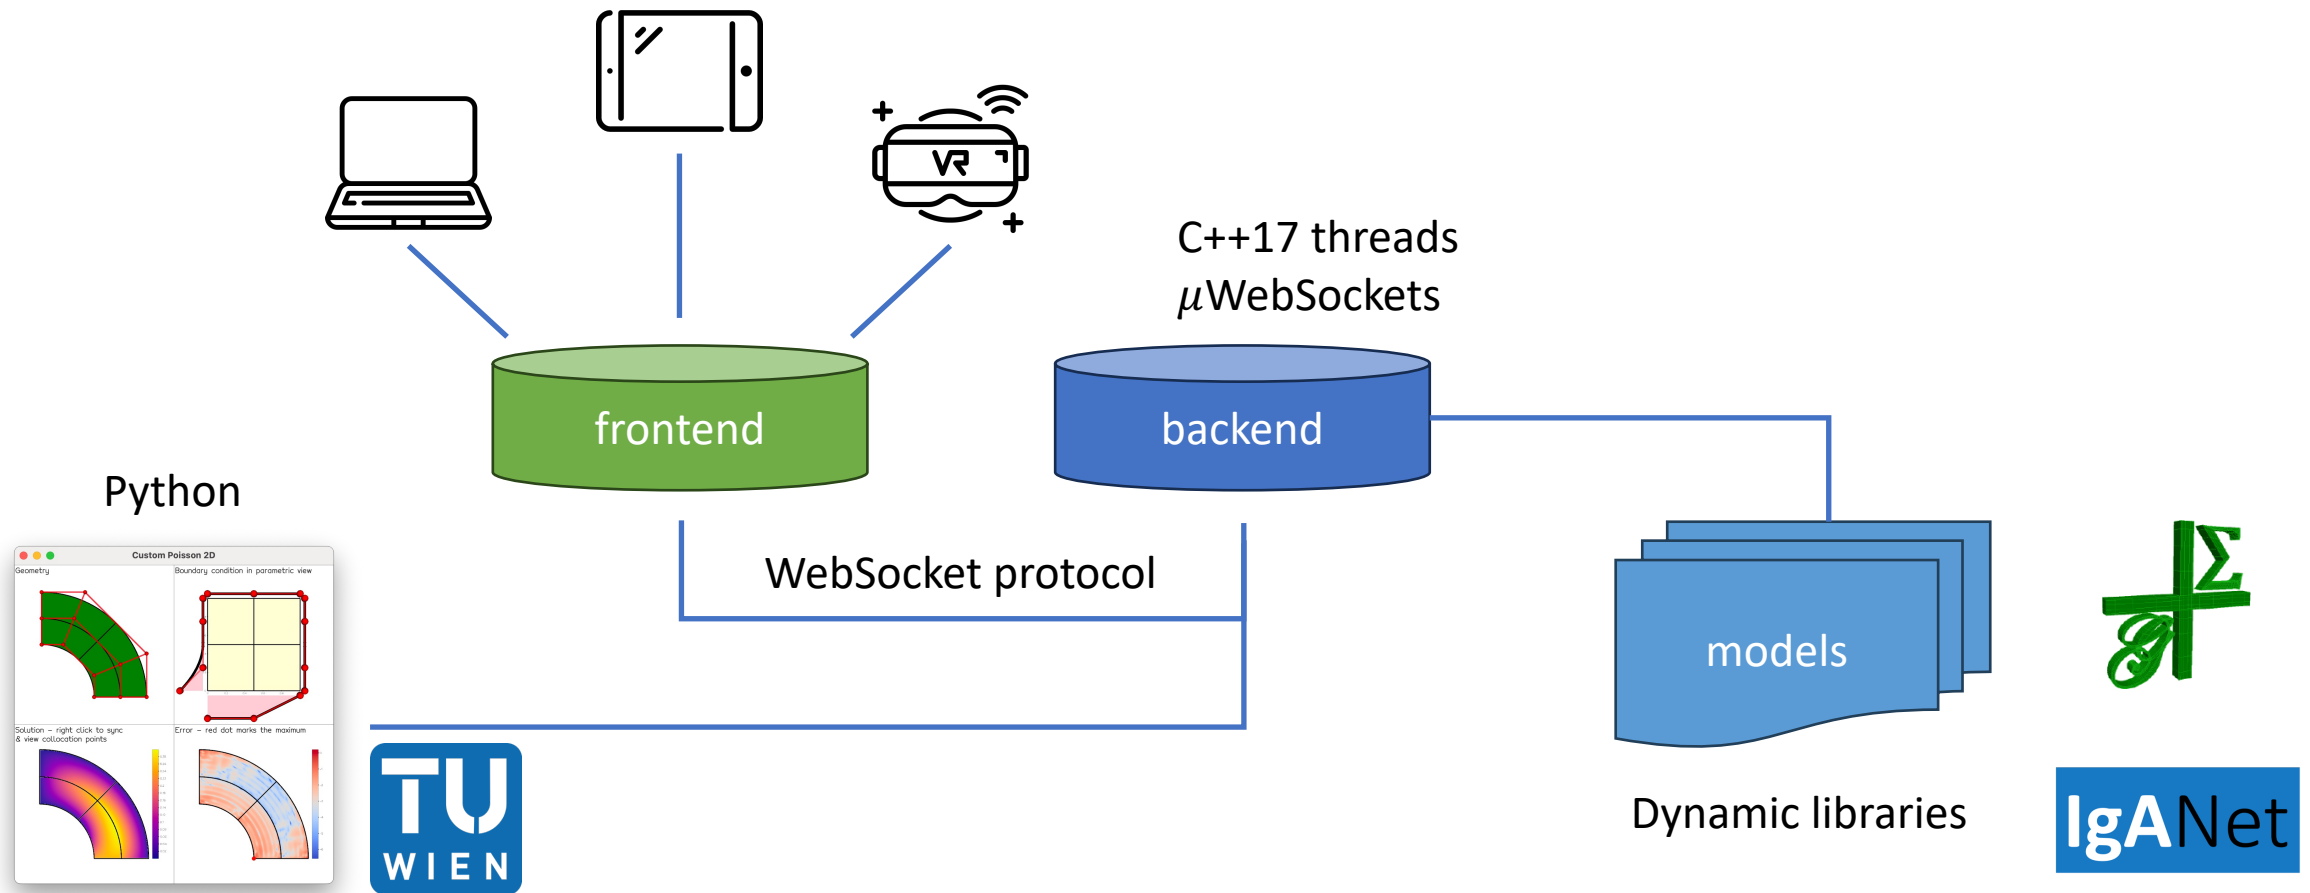 VR
C++17 threads
μWebSockets
frontend
backend
Python
WebSocket protocol
Custom Poisson 2D
Geometry
Boundary condition in parametric view
Solution – right click to sync
& view collocation points
Error – red dot marks the maximum
models
Dynamic libraries
TU
WIEN
IgANet